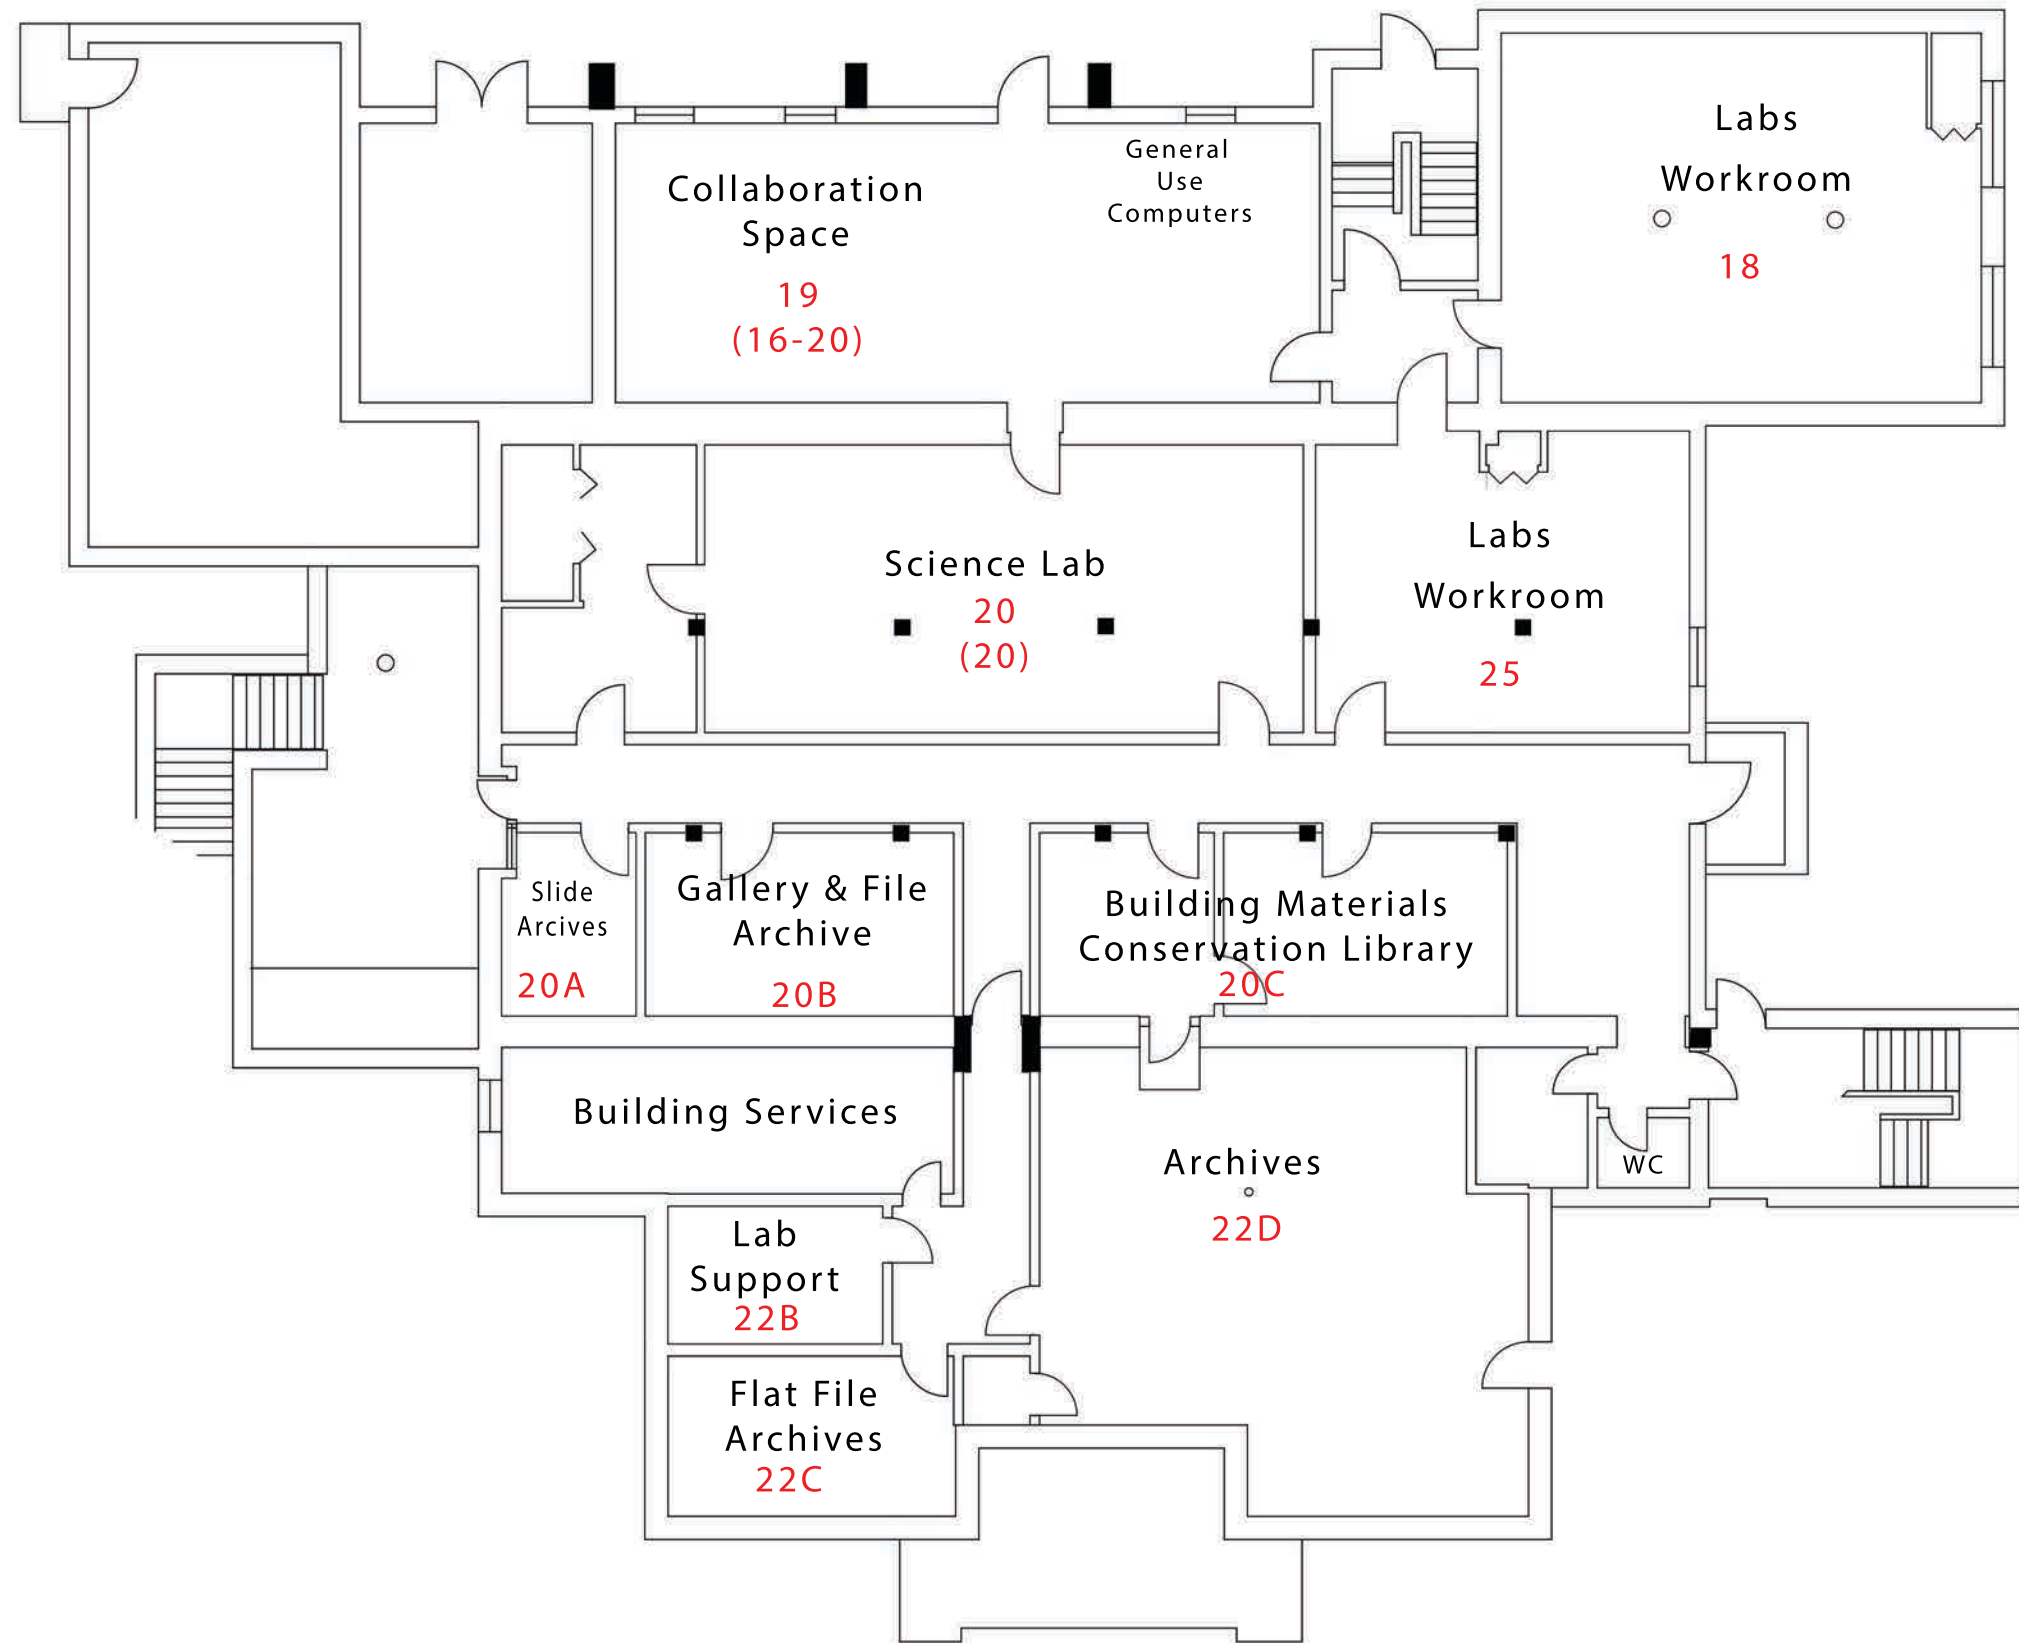 Labs
Workroom
18
General
Use
Computers
Collaboration
Space
19
(16-20)
Science Lab
20
(20)
Labs
Workroom
25
Slide
Arcives
20A
Gallery & File
Archive
20B
Building Materials
Conservation Library
20C
Building Services
Archives
22D
WC
Lab
Support
22B
Flat File
Archives
22C